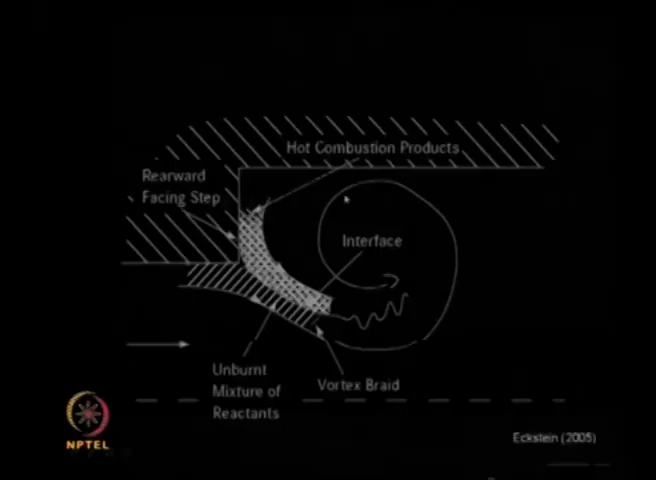 Hot Combustion Products
Rearward
Facing Step
Interface
Unburnt
Mixture of
Reactants
Vortex Braid
NPTEL
Eckstein (2005)